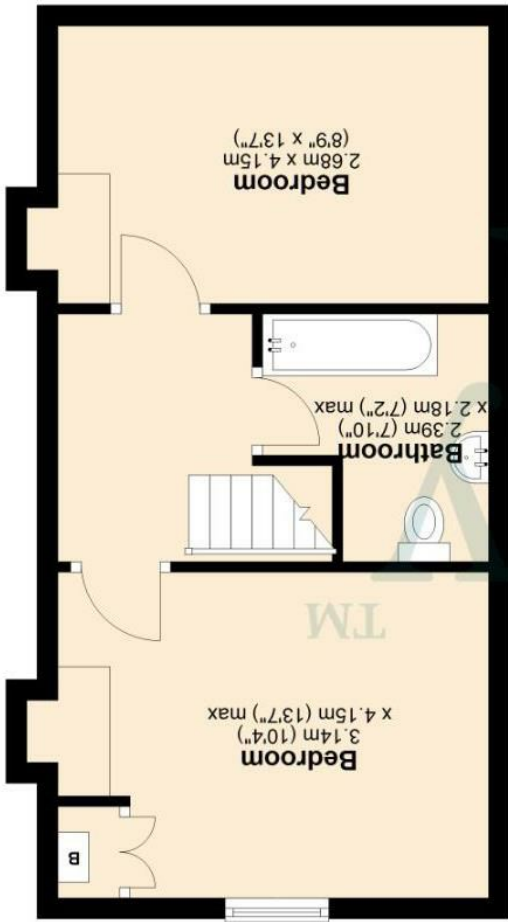 B
Bedroom
3.14m (10'4")
x 4.15m (13'7") max
TM
Bathroom
2.39m (7'10")
x 2.18m (7'2") max
Bedroom
2.68m x 4.15m
(8'9" x 13'7")